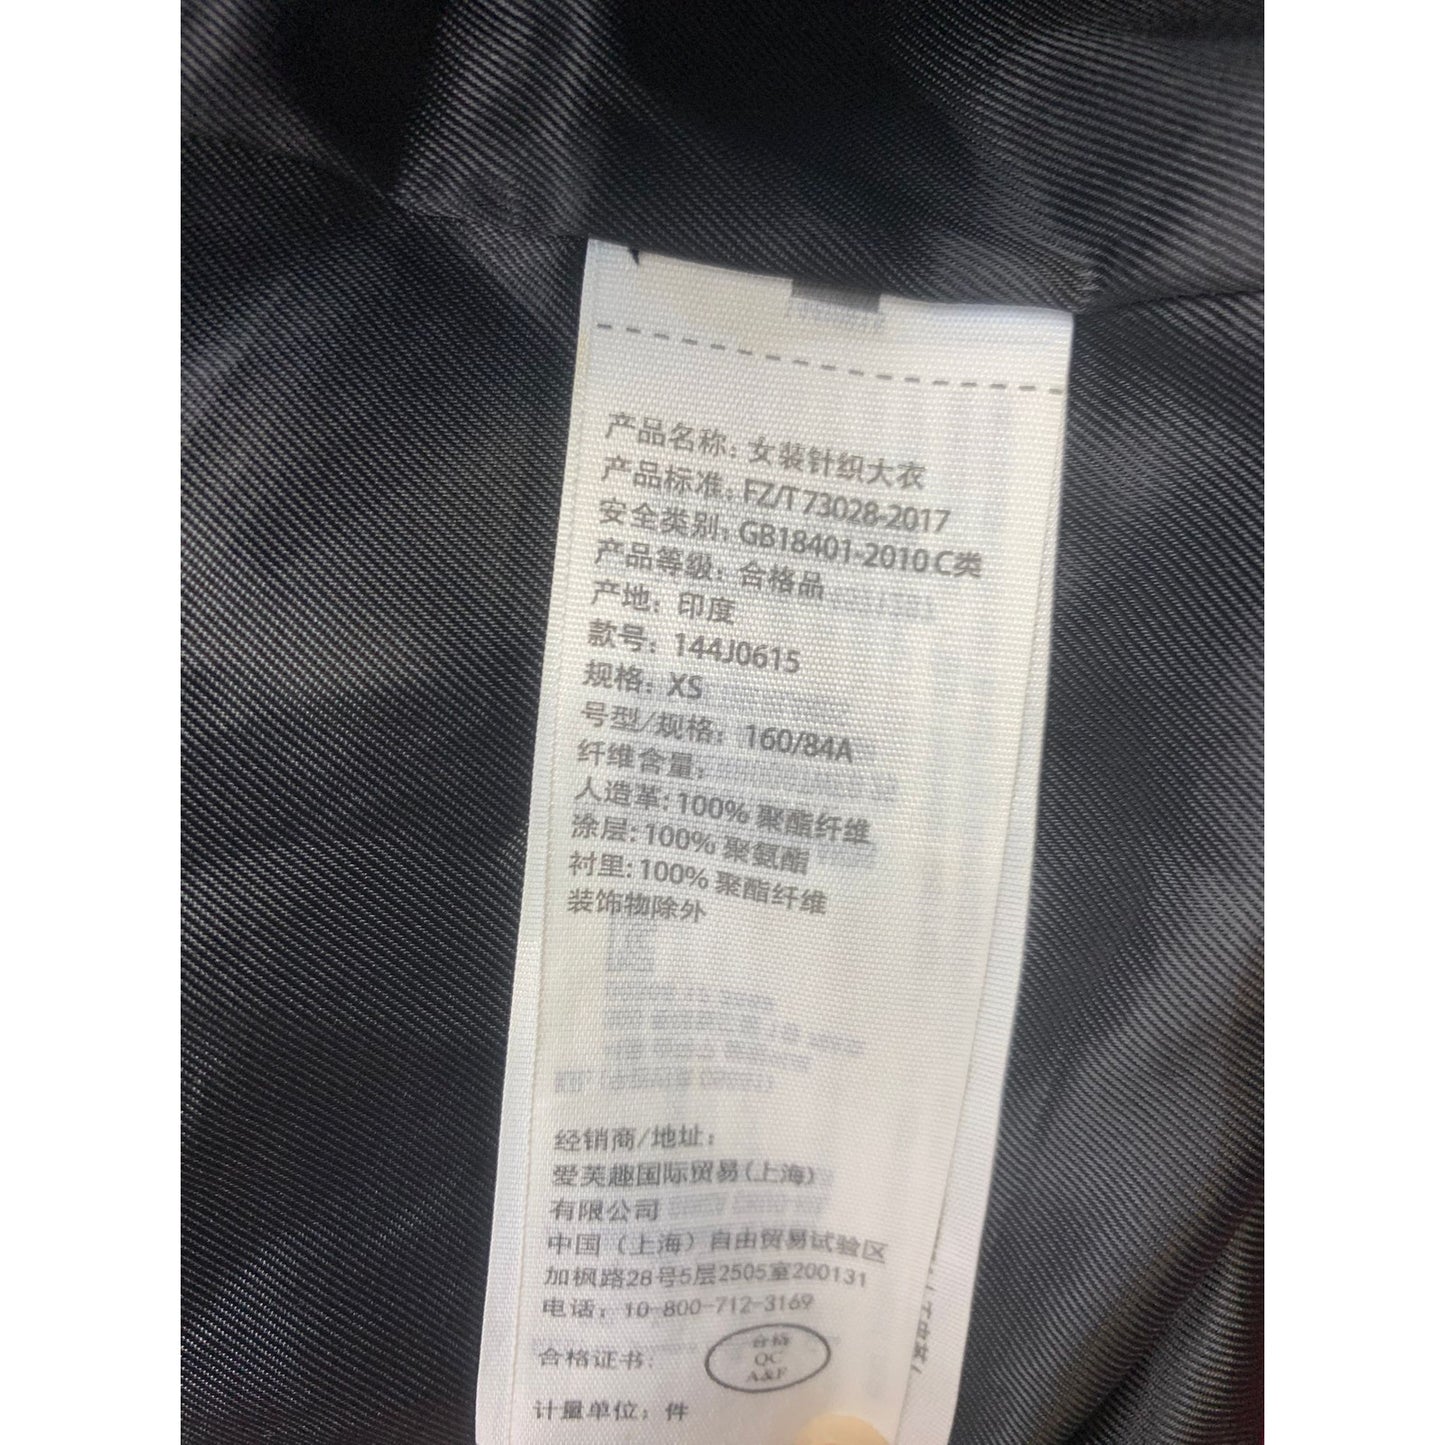 产品名称: 女装针织大衣
产品标准: FZ/T 73028-2017
安全类别: GB18401-2010 C类
产品等级: 合格品
产地: 印度
款号: 144J0615
规格: XS
号型/规格: 160/84A
纤维含量:
人造革: 100% 聚酯纤维
涂层: 100% 聚氨酯
衬里: 100% 聚酯纤维
装饰物除外
经销商/地址:
爱芙趣国际贸易(上海)
有限公司
中国（上海）自由贸易试验区
加枫路28号5层2505室200131
电话: 10-800-712-3169
合格证书:
合格
QC
A&F
计量单位: 件